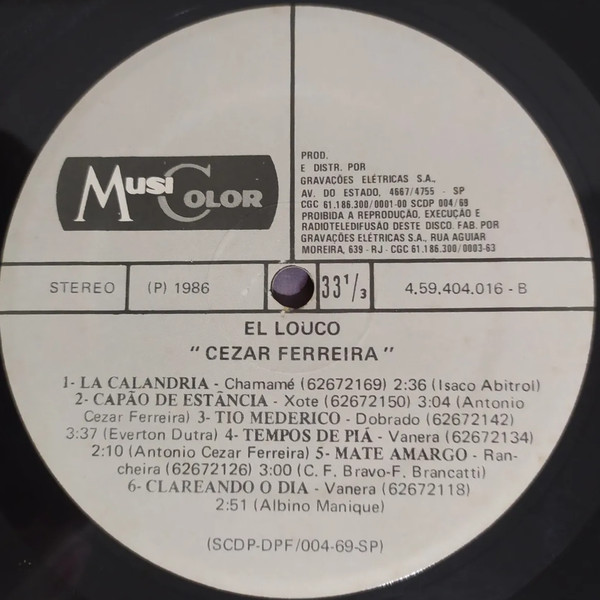 Musi Color
PROD.
E DISTR. POR
GRAVAÇÕES ELÉTRICAS S.A.,
AV. DO ESTADO, 4667/4755 - SP
CGC 61.186.300/0001-00 SCDP 004/69
PROIBIDA A REPRODUÇÃO, EXECUÇÃO E
RADIOTELEDIFUSÃO DESTE DISCO. FAB. POR
GRAVAÇÕES ELÉTRICAS S.A., RUA AGUIAR
MOREIRA, 639 - RJ - CGC 61.186.300/0003-63
STEREO (P) 1986 33 1/3 4.59.404.016 - B
EL LOUCO
" CEZAR FERREIRA "
1- LA CALANDRIA - Chamamé (62672169) 2:36 (Isaco Abitrol)
2- CAPÃO DE ESTÂNCIA - Xote (62672150) 3:04 (Antonio
Cezar Ferreira) 3- TIO MEDERICO - Dobrado (62672142)
3:37 (Everton Dutra) 4- TEMPOS DE PIÁ - Vanera (62672134)
2:10 (Antonio Cezar Ferreira) 5- MATE AMARGO - Ran-
cheira (62672126) 3:00 (C. F. Bravo-F. Brancatti)
6- CLAREANDO O DIA - Vanera (62672118)
2:51 (Albino Manique)
(SCDP-DPF/004-69-SP)